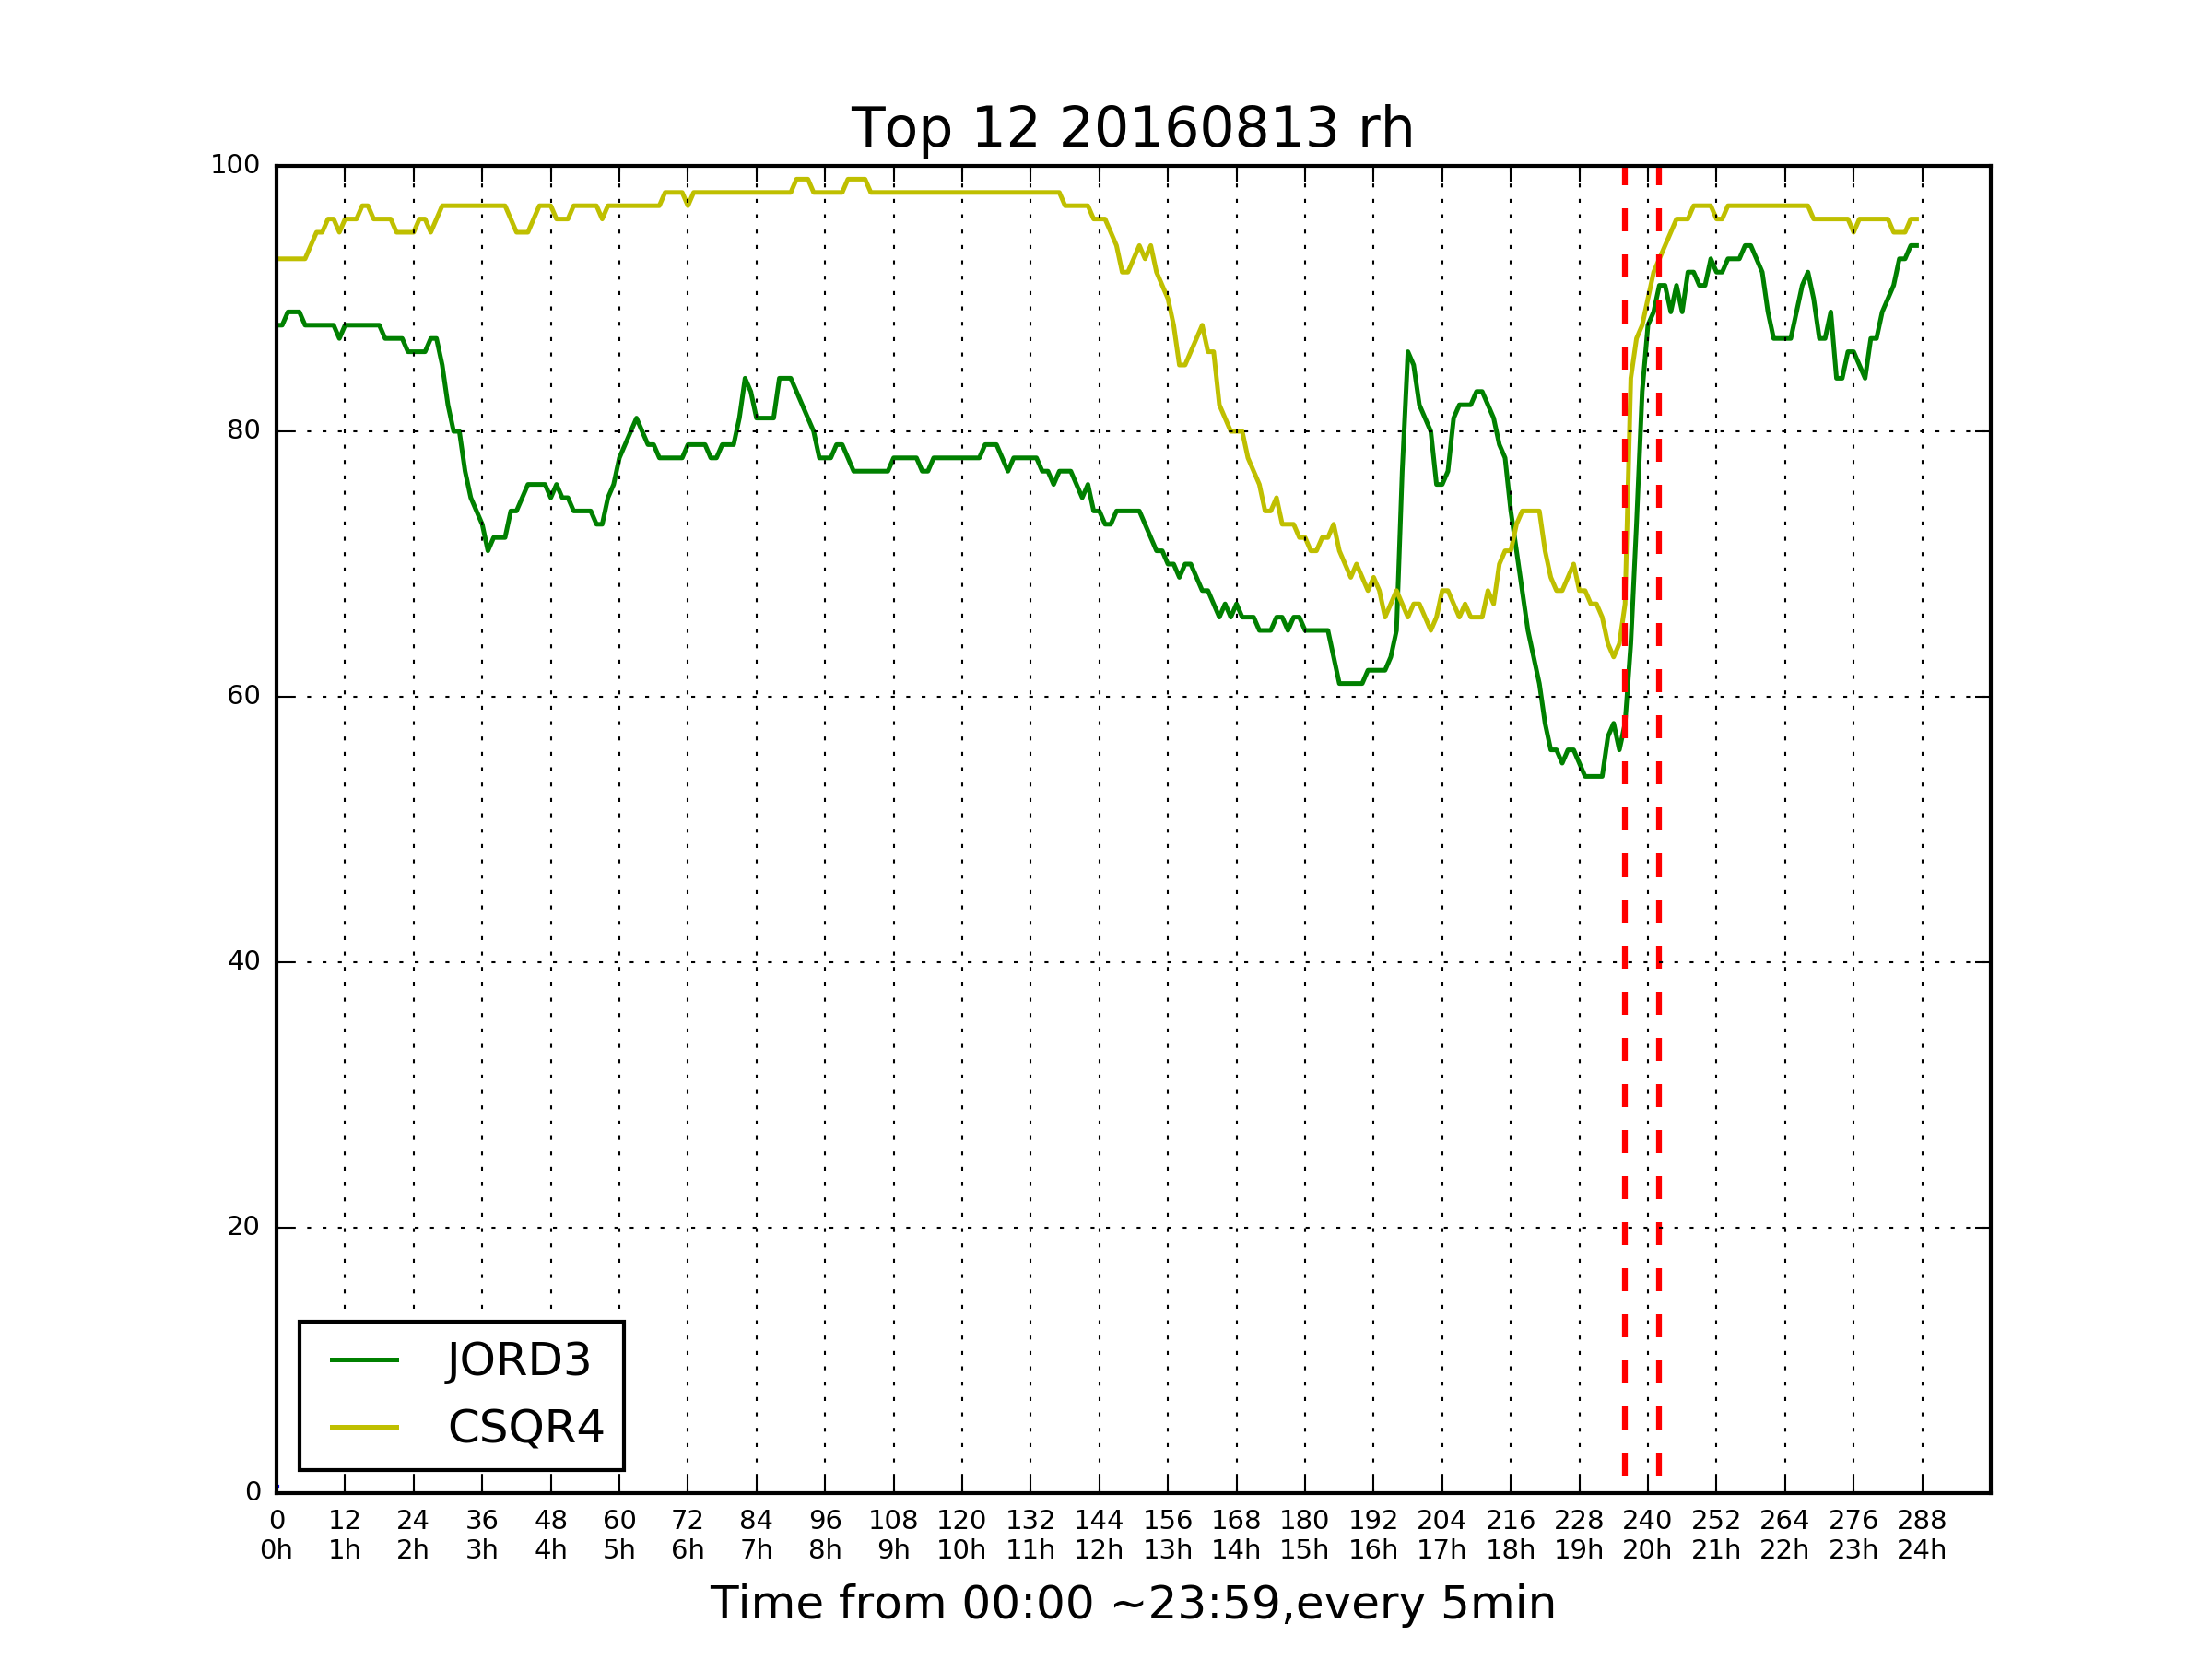 Top 12 20160813 rh
100
80
60
40
20
0
JORD3
CSQR4
0 12 24 36 48 60 72 84 96 108 120 132 144 156 168 180 192 204 216 228 240 252 264 276 288
0h 1h 2h 3h 4h 5h 6h 7h 8h 9h 10h 11h 12h 13h 14h 15h 16h 17h 18h 19h 20h 21h 22h 23h 24h
Time from 00:00 ~23:59,every 5min